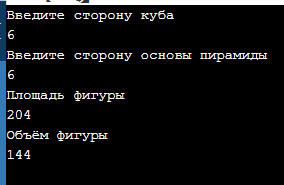 Введите сторону куба
6
Введите сторону основы пирамиды
6
Площадь фигуры
204
Объём фигуры
144